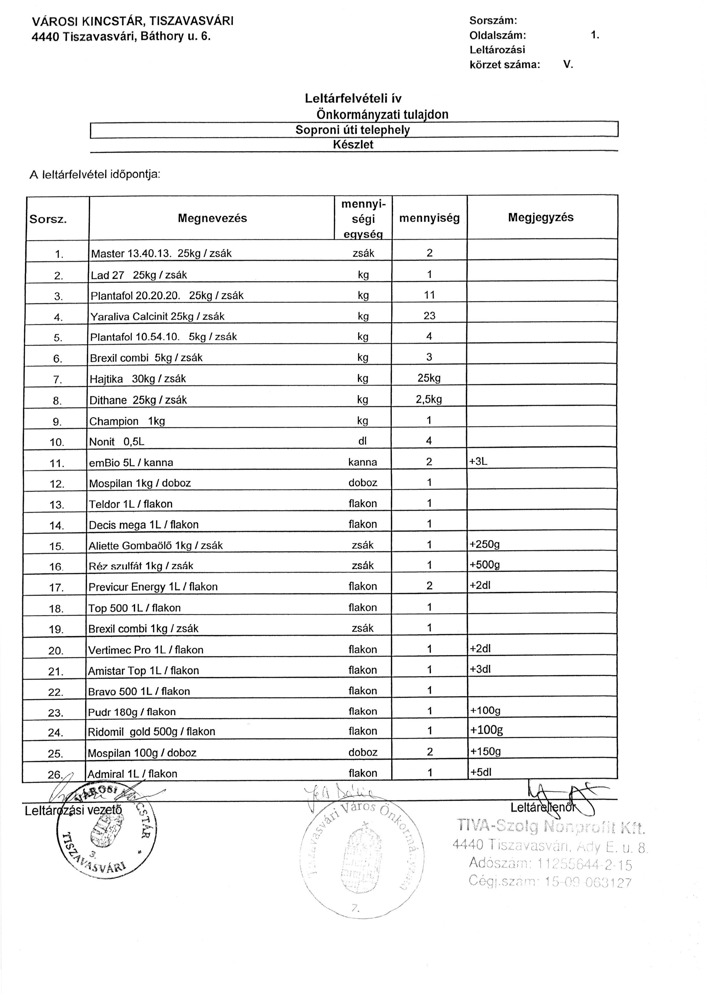 VÁROSI KINCSTÁR, TISZAVASVÁRI
4440 Tiszavasvári, Báthory u. 6.
Sorszám:
Oldalszám: 1.
Leltározási
körzet száma: V.
Leltárfelvételi ív
Önkormányzati tulajdon
Soproni úti telephely
Készlet
A leltárfelvétel időpontja:
Sorsz. Megnevezés mennyi- ségi egység mennyiség Megjegyzés
1. Master 13.40.13. 25kg / zsák zsák 2
2. Lad 27 25kg / zsák kg 1
3. Plantafol 20.20.20. 25kg / zsák kg 11
4. Yaraliva Calcinit 25kg / zsák kg 23
5. Plantafol 10.54.10. 5kg / zsák kg 4
6. Brexil combi 5kg / zsák kg 3
7. Hajtika 30kg / zsák kg 25kg
8. Dithane 25kg / zsák kg 2,5kg
9. Champion 1kg kg 1
10. Nonit 0,5L dl 4
11. emBio 5L / kanna kanna 2 +3L
12. Mospilan 1kg / doboz doboz 1
13. Teldor 1L / flakon flakon 1
14. Decis mega 1L / flakon flakon 1
15. Aliette Gombaölő 1kg / zsák zsák 1 +250g
16. Réz szulfát 1kg / zsák zsák 1 +500g
17. Previcur Energy 1L / flakon flakon 2 +2dl
18. Top 500 1L / flakon flakon 1
19. Brexil combi 1kg / zsák zsák 1
20. Vertimec Pro 1L / flakon flakon 1 +2dl
21. Amistar Top 1L / flakon flakon 1 +3dl
22. Bravo 500 1L / flakon flakon 1
23. Pudr 180g / flakon flakon 1 +100g
24. Ridomil gold 500g / flakon flakon 1 +100g
25. Mospilan 100g / doboz doboz 2 +150g
26. Admiral 1L / flakon flakon 1 +5dl
Leltározási vezető
Leltárellenőr
VÁROSI KINCSTÁR
3.
TISZAVASVÁRI
Tiszavasvári Város Önkormányzata
7.
TIVA-Szolg Nonprofit Kft.
4440 Tiszavasvári, Ady E. u. 8.
Adószám: 11255644-2-15
Cégj.szám: 15-09-063127